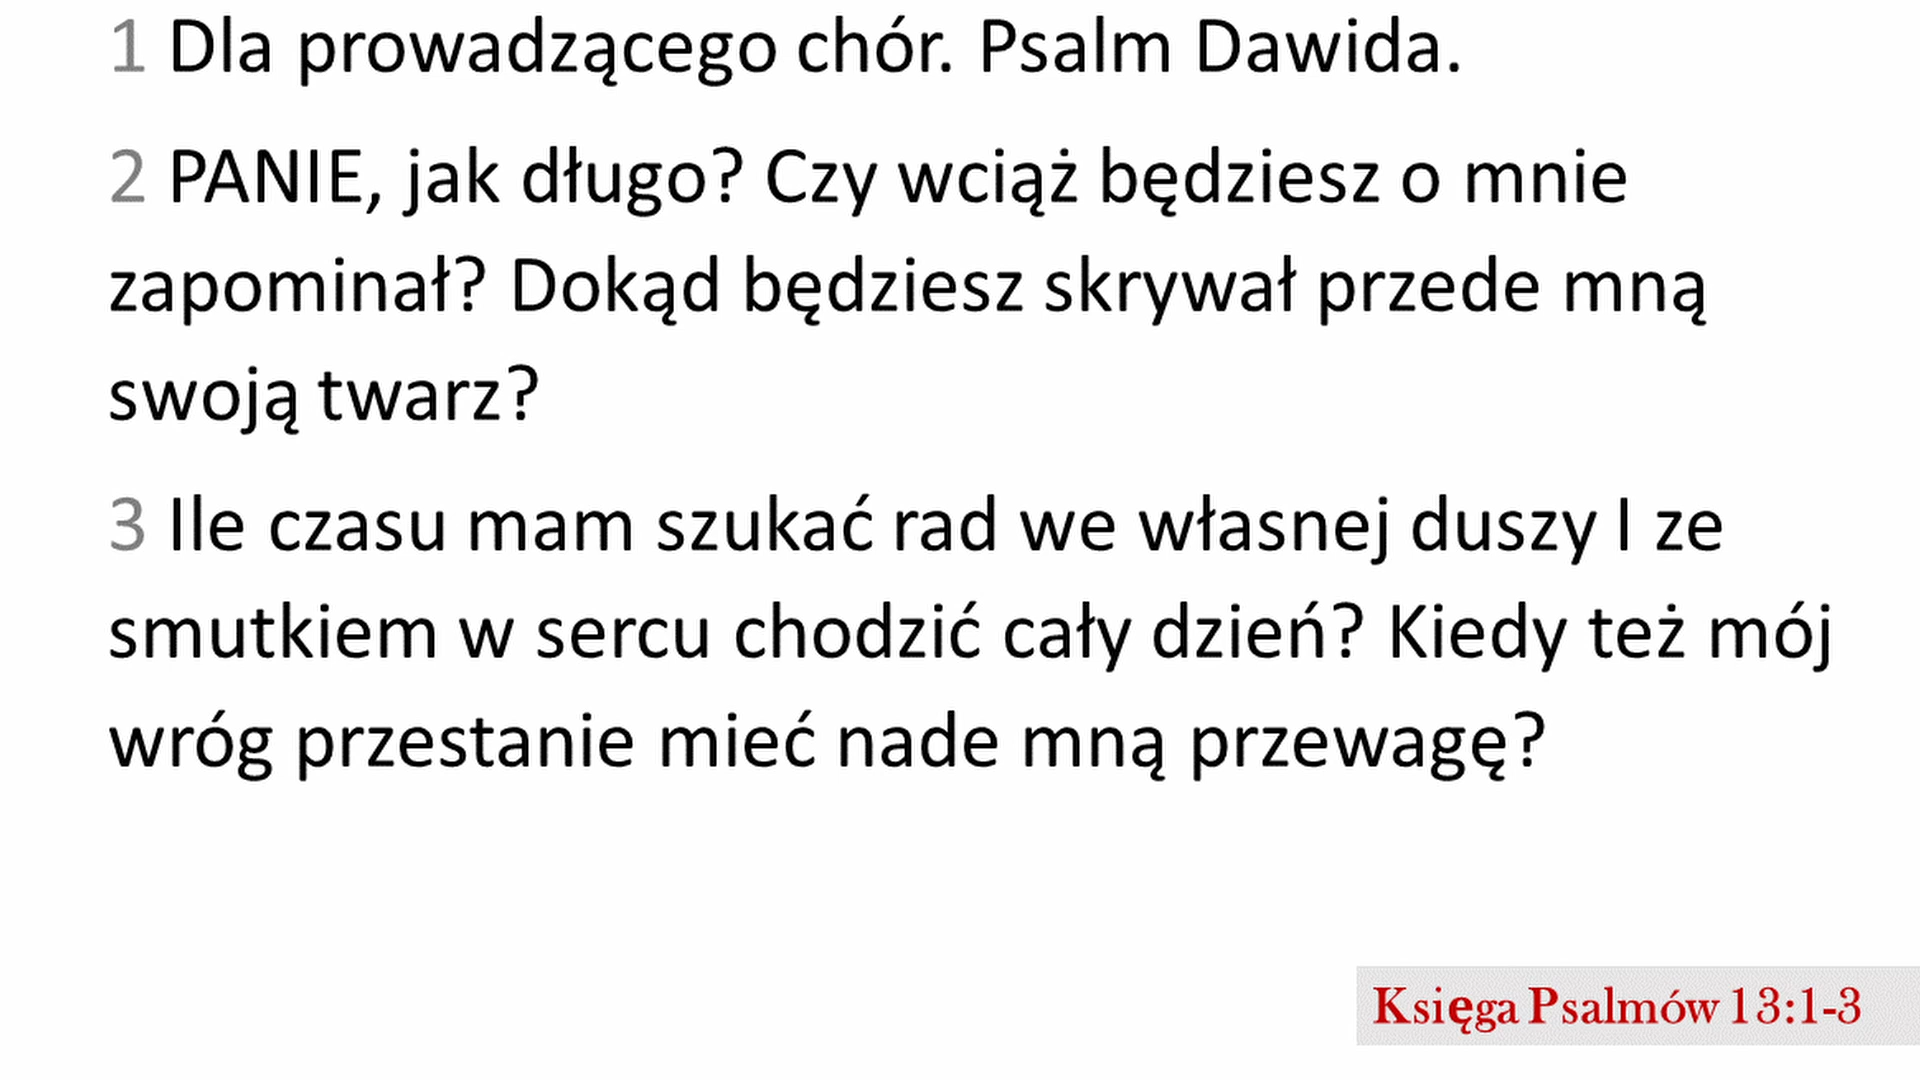 1 Dla prowadzącego chór. Psalm Dawida.
2 PANIE, jak długo? Czy wciąż będziesz o mnie
zapominał? Dokąd będziesz skrywał przede mną
swoją twarz?
3 Ile czasu mam szukać rad we własnej duszy I ze
smutkiem w sercu chodzić cały dzień? Kiedy też mój
wróg przestanie mieć nade mną przewagę?
Księga Psalmów 13:1-3